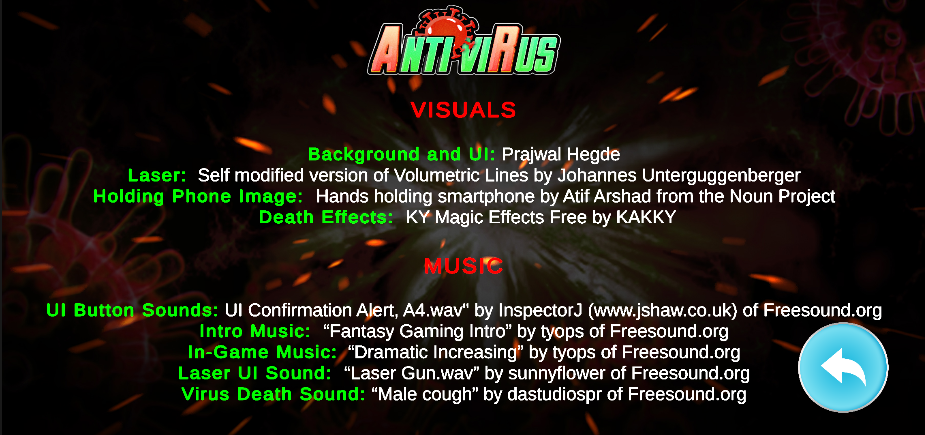 ANTIVIRUS
VISUALS
Background and UI: Prajwal Hegde
Laser: Self modified version of Volumetric Lines by Johannes Unterguggenberger
Holding Phone Image: Hands holding smartphone by Atif Arshad from the Noun Project
Death Effects: KY Magic Effects Free by KAKKY
MUSIC
UI Button Sounds: UI Confirmation Alert, A4.wav" by InspectorJ (www.jshaw.co.uk) of Freesound.org
Intro Music: “Fantasy Gaming Intro” by tyops of Freesound.org
In-Game Music: “Dramatic Increasing” by tyops of Freesound.org
Laser UI Sound: “Laser Gun.wav” by sunnyflower of Freesound.org
Virus Death Sound: “Male cough” by dastudiospr of Freesound.org